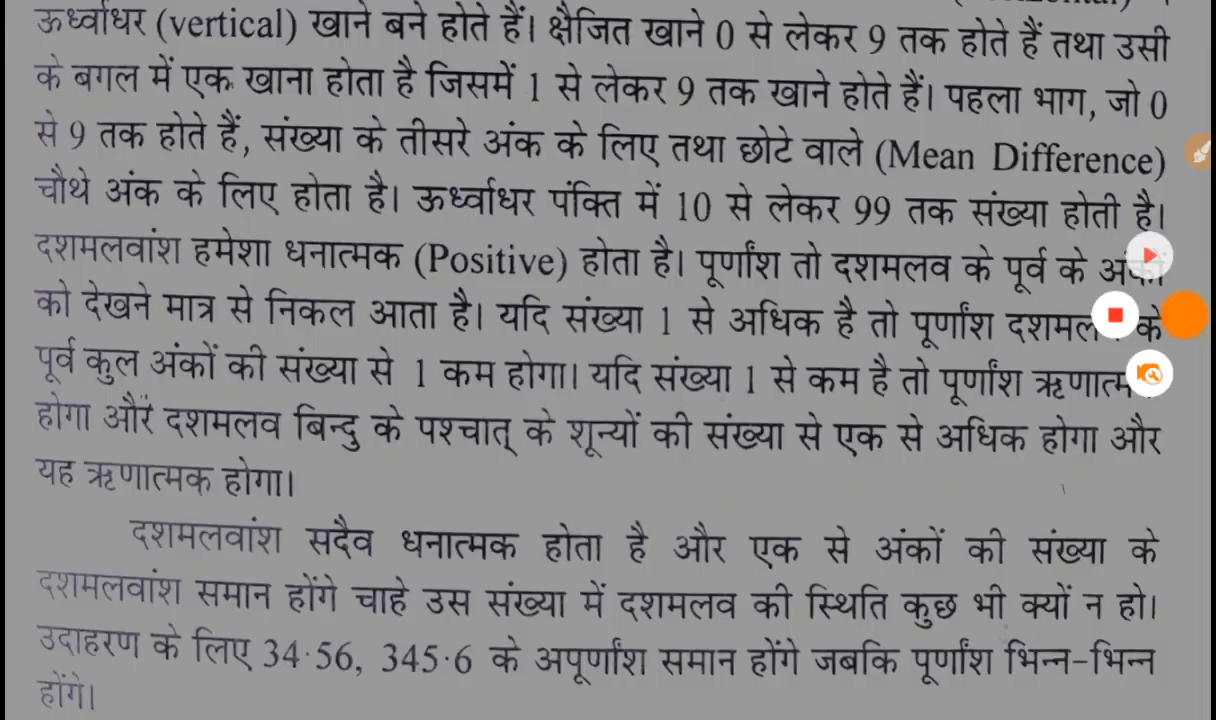 ऊर्ध्वाधर (vertical) खाने बने होते हैं। क्षैजित खाने 0 से लेकर 9 तक होते हैं तथा उसी
के बगल में एक खाना होता है जिसमें 1 से लेकर 9 तक खाने होते हैं। पहला भाग, जो 0
से 9 तक होते हैं, संख्या के तीसरे अंक के लिए तथा छोटे वाले (Mean Difference)
चौथे अंक के लिए होता है। ऊर्ध्वाधर पंक्ति में 10 से लेकर 99 तक संख्या होती है।
दशमलवांश हमेशा धनात्मक (Positive) होता है। पूर्णांश तो दशमलव के पूर्व के
को देखने मात्र से निकल आता है। यदि संख्या 1 से अधिक है तो पूर्णांश के
पूर्व कुल अंकों की संख्या से 1 कम होगा। यदि संख्या 1 से कम है तो पूर्णांश
होगा और दशमलव बिन्दु के पश्चात् के शून्यों की संख्या से एक से अधिक होगा और
यह ऋणात्मक होगा।
दशमलवांश सदैव धनात्मक होता है और एक से अंकों की संख्या के
दशमलवांश समान होंगे चाहे उस संख्या में दशमलव की स्थिति कुछ भी क्यों न हो।
उदाहरण के लिए 34·56, 345·6 के अपूर्णांश समान होंगे जबकि पूर्णांश भिन्न-भिन्न
होंगे।